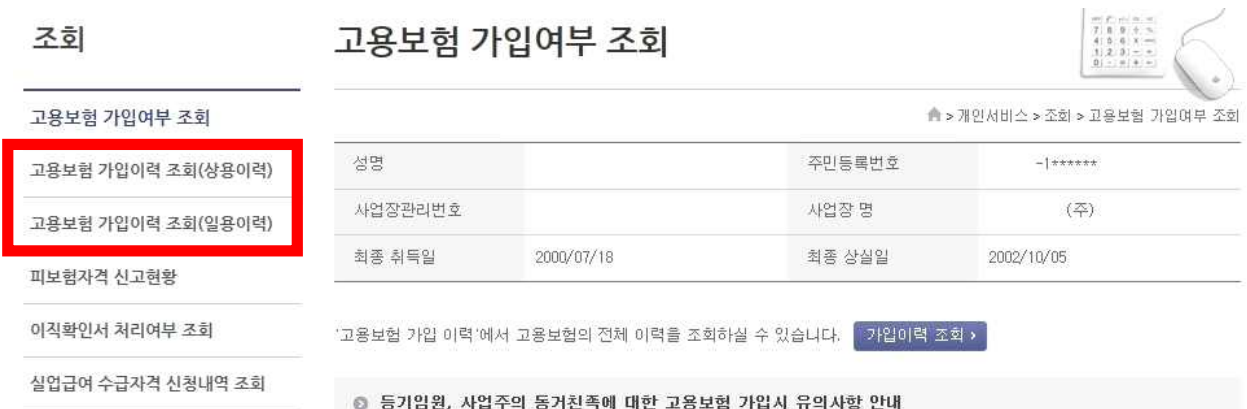 조회
고용보험 가입여부 조회
고용보험 가입여부 조회
고용보험 가입이력 조회(상용이력)
고용보험 가입이력 조회(일용이력)
피보험자격 신고현황
이직확인서 처리여부 조회
실업급여 수급자격 신청내역 조회
> 개인서비스 > 조회 > 고용보험 가입여부 조회
성명 주민등록번호 -1******
사업장관리번호 사업장 명 (주)
최종 취득일 2000/07/18 최종 상실일 2002/10/05
'고용보험 가입 이력'에서 고용보험의 전체 이력을 조회하실 수 있습니다. 가입이력 조회 >
등기임원, 사업주의 동거친족에 대한 고용보험 가입시 유의사항 안내